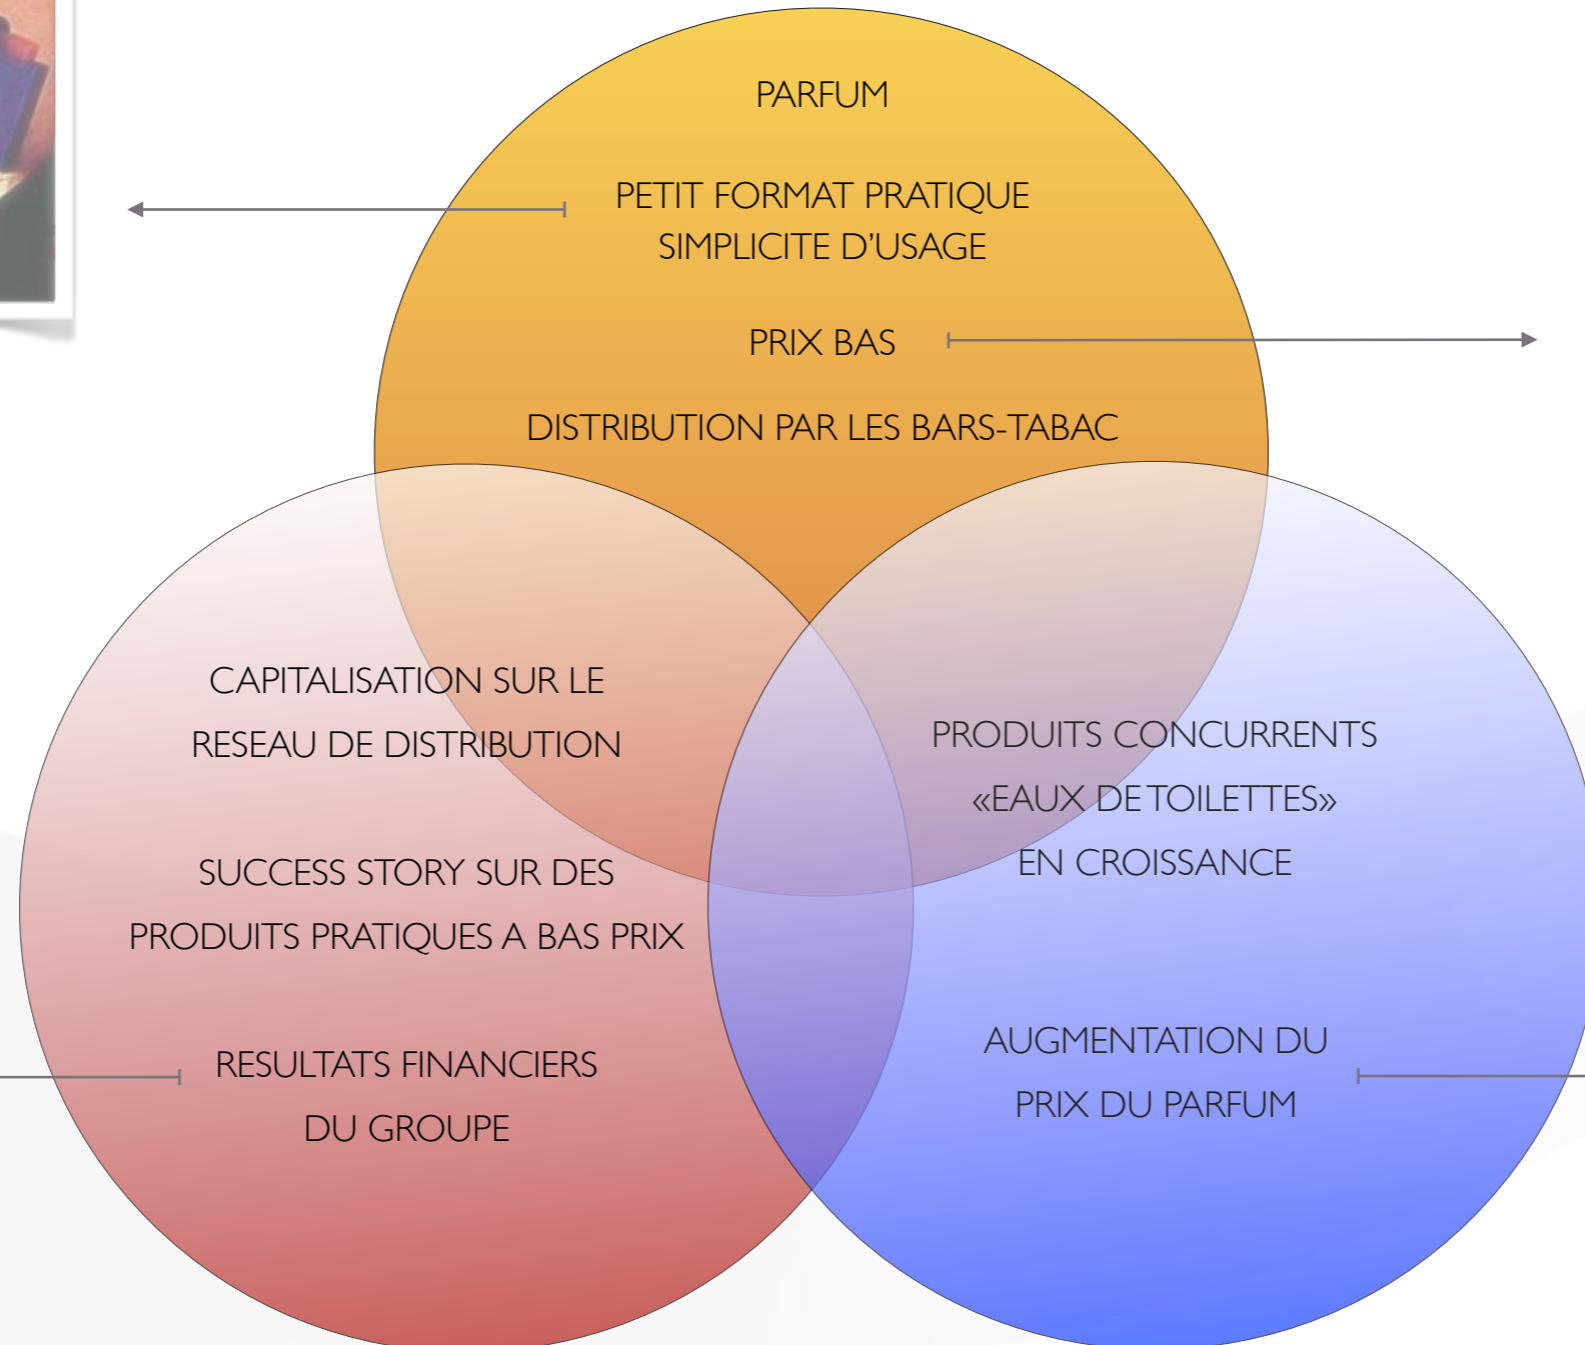 PARFUM
PETIT FORMAT PRATIQUE
SIMPLICITE D'USAGE
PRIX BAS
DISTRIBUTION PAR LES BARS-TABAC
CAPITALISATION SUR LE
RESEAU DE DISTRIBUTION
SUCCESS STORY SUR DES
PRODUITS PRATIQUES A BAS PRIX
RESULTATS FINANCIERS
DU GROUPE
PRODUITS CONCURRENTS
«EAUX DE TOILETTES»
EN CROISSANCE
AUGMENTATION DU
PRIX DU PARFUM